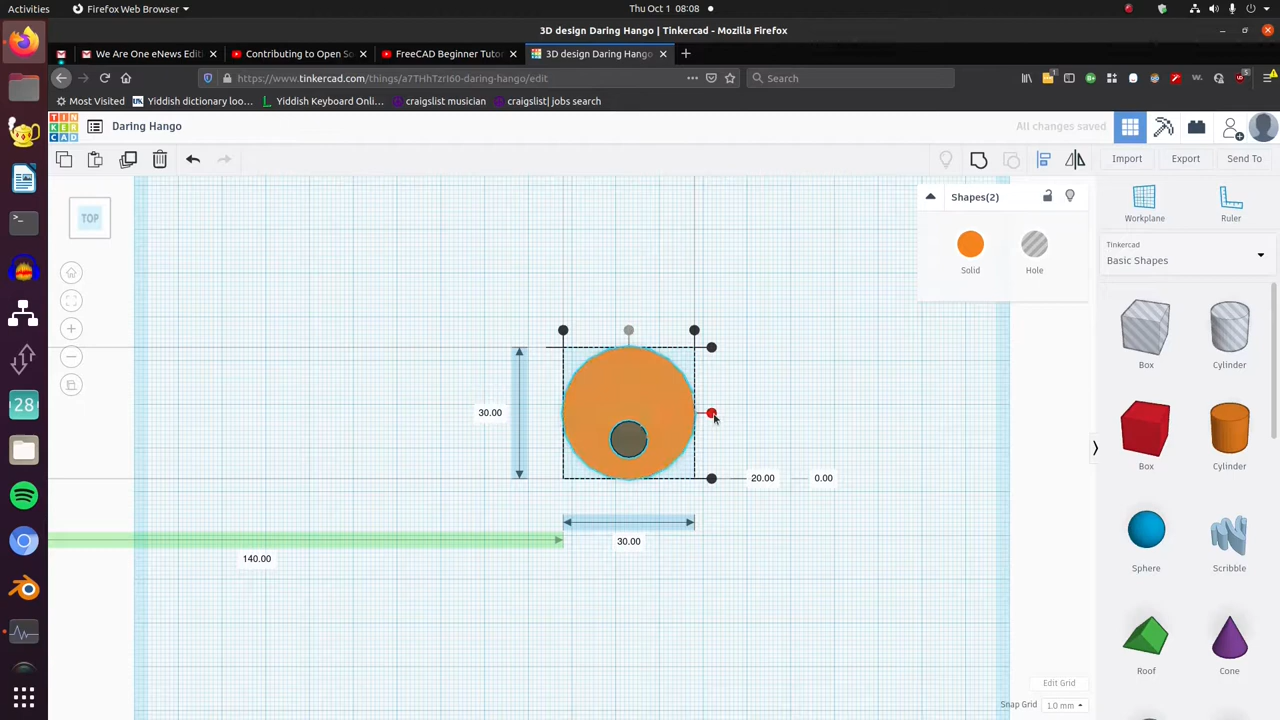 Activities
Firefox Web Browser
Thu Oct 1 08:08
3D design Daring Hango | Tinkercad - Mozilla Firefox
We Are One eNews Editi
Contributing to Open So
FreeCAD Beginner Tutor
3D design Daring Hango
https://www.tinkercad.com/things/a7THhTzrI60-daring-hango/edit
Search
Most Visited
Yiddish dictionary loo...
Yiddish Keyboard Onli...
craigslist musician
craigslist| jobs search
TIN
KER
CAD
Daring Hango
All changes saved
Import
Export
Send To
TOP
Shapes(2)
Solid
Hole
Workplane
Ruler
Tinkercad
Basic Shapes
Box
Cylinder
Box
Cylinder
Sphere
Scribble
Roof
Cone
30.00
20.00
0.00
30.00
140.00
28
Edit Grid
Snap Grid
1.0 mm